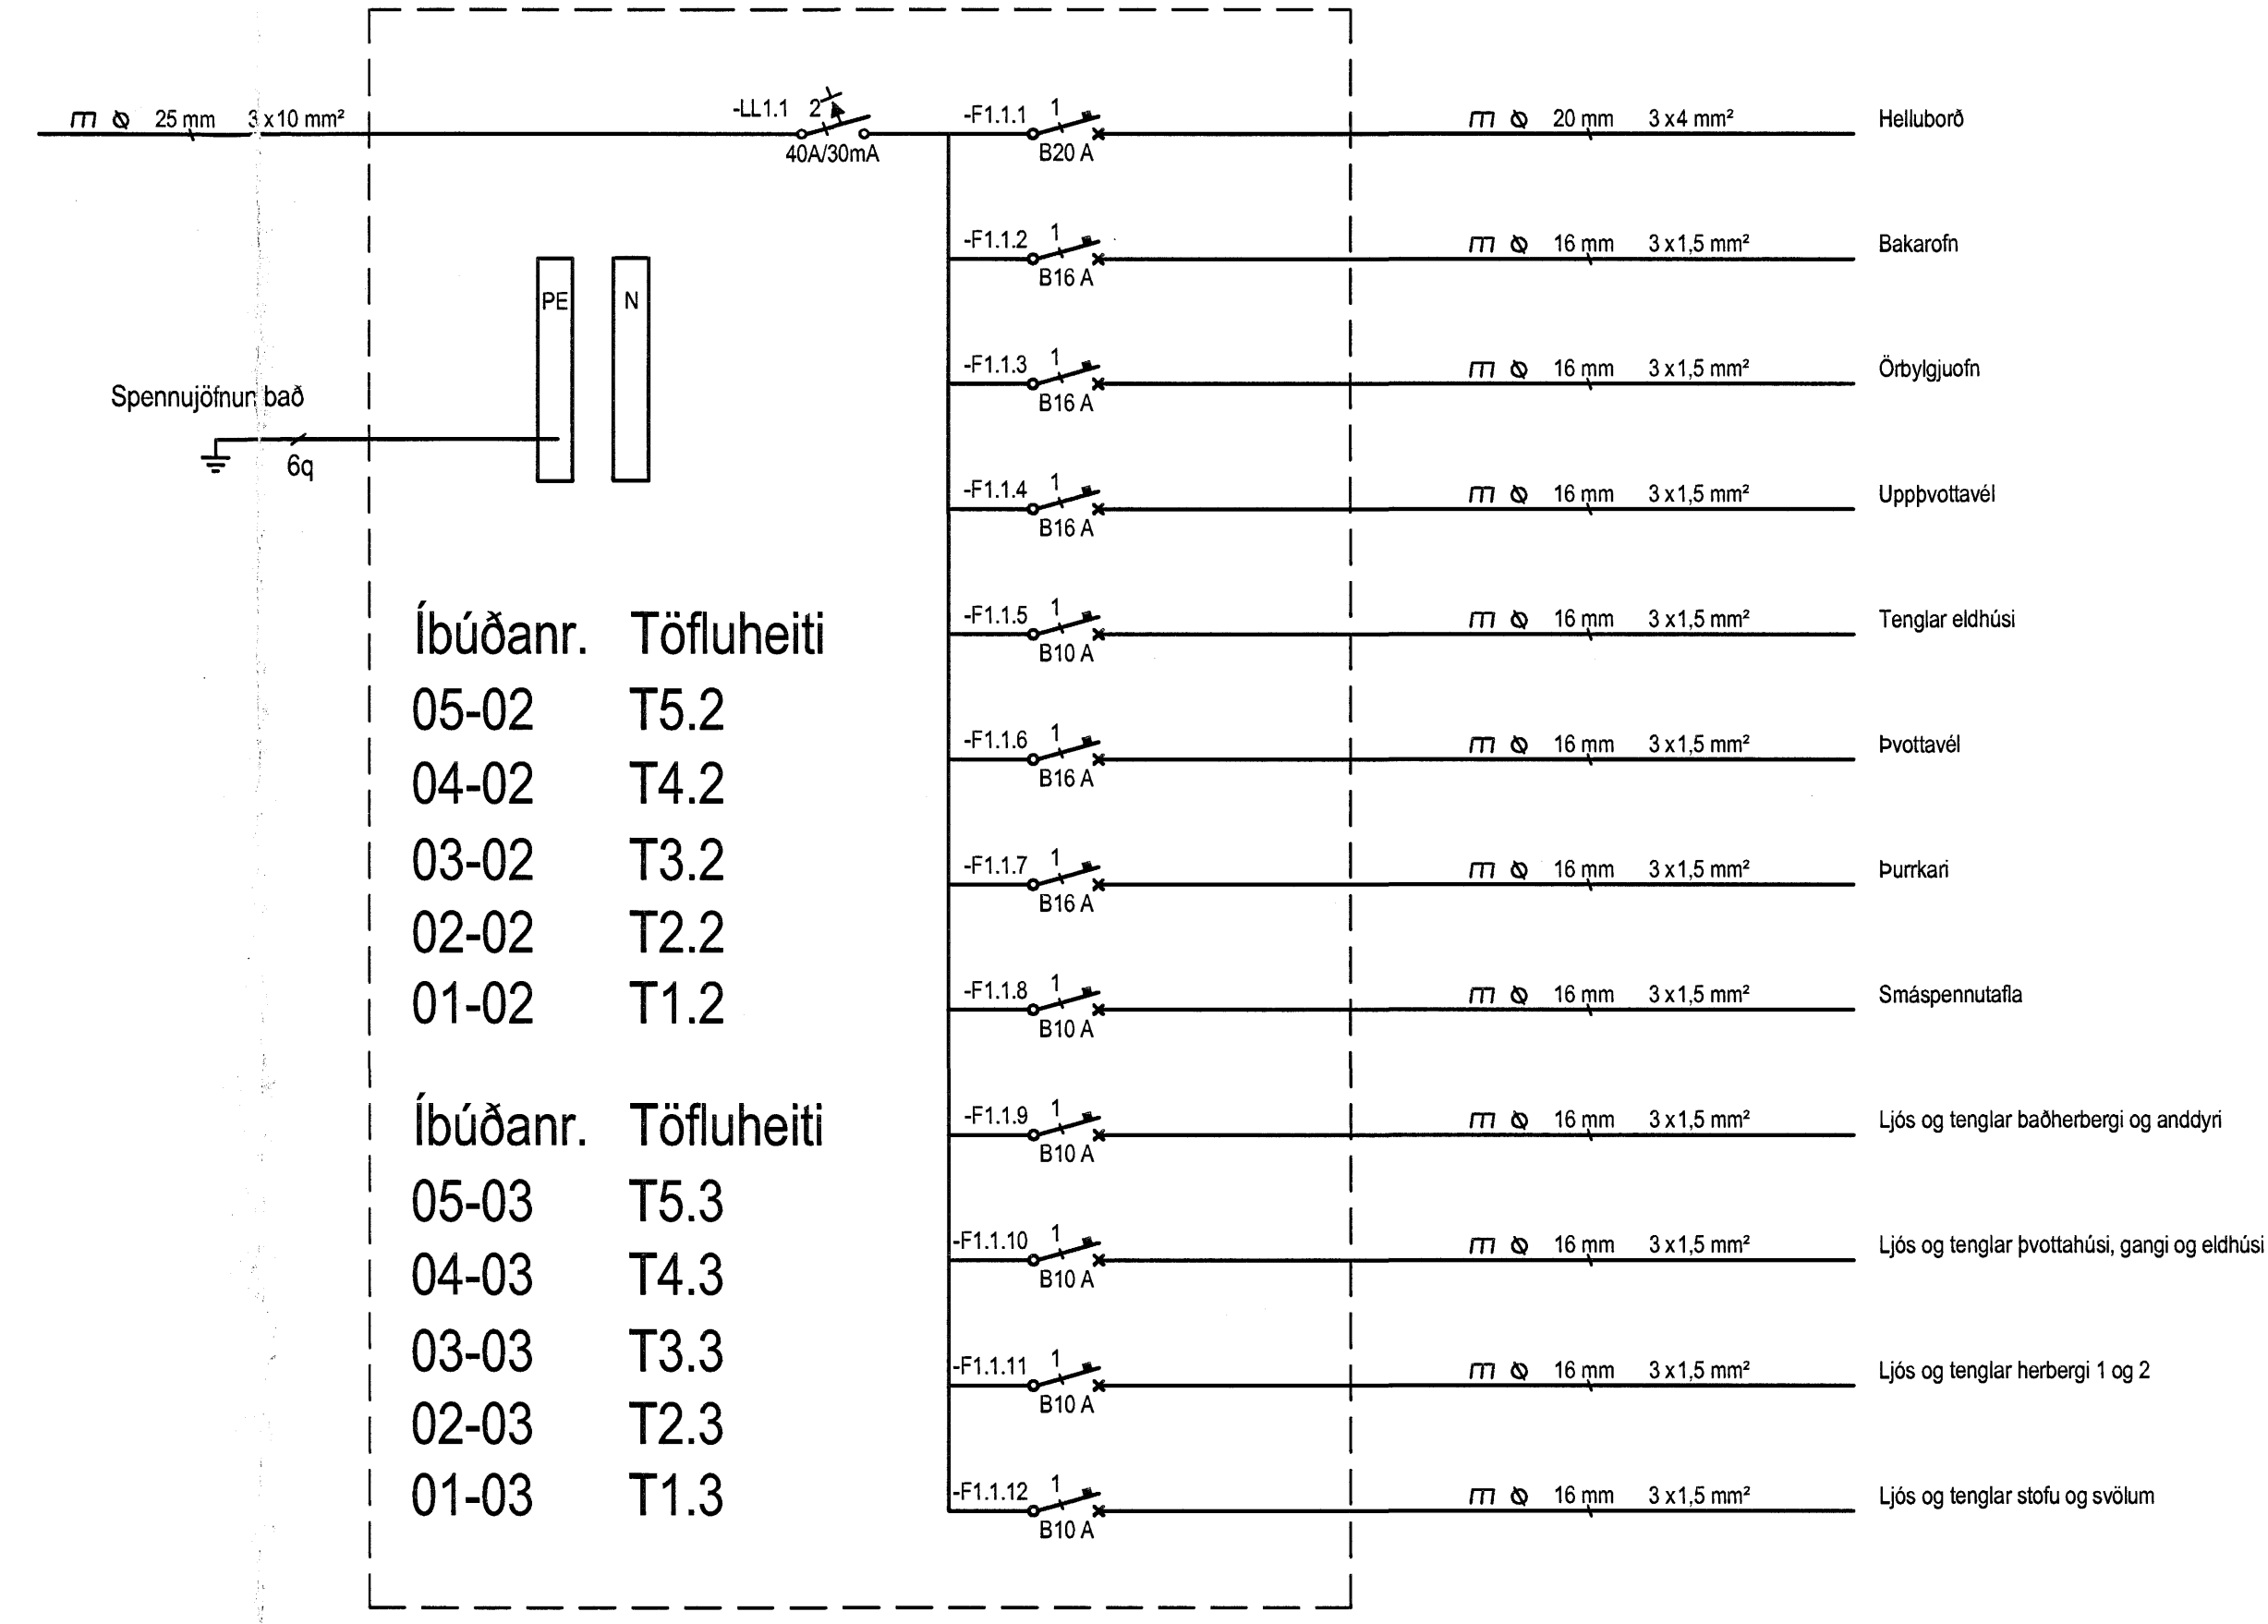 25 mm 3 x 10 mm²
-LL1.1 2
40A/30mA
-F1.1.1 1
B20 A
20 mm 3 x 4 mm² Helluborð
-F1.1.2 1
B16 A
16 mm 3 x 1,5 mm² Bakarofn
PE N
-F1.1.3 1
B16 A
16 mm 3 x 1,5 mm² Örbylgjuofn
Spennujöfnun bað
6q
-F1.1.4 1
B16 A
16 mm 3 x 1,5 mm² Uppþvottavél
-F1.1.5 1
B10 A
16 mm 3 x 1,5 mm² Tenglar eldhúsi
-F1.1.6 1
B16 A
16 mm 3 x 1,5 mm² Þvottavél
-F1.1.7 1
B16 A
16 mm 3 x 1,5 mm² Þurrkari
-F1.1.8 1
B10 A
16 mm 3 x 1,5 mm² Smáspennutafla
-F1.1.9 1
B10 A
16 mm 3 x 1,5 mm² Ljós og tenglar baðherbergi og anddyri
-F1.1.10 1
B10 A
16 mm 3 x 1,5 mm² Ljós og tenglar þvottahúsi, gangi og eldhúsi
-F1.1.11 1
B10 A
16 mm 3 x 1,5 mm² Ljós og tenglar herbergi 1 og 2
-F1.1.12 1
B10 A
16 mm 3 x 1,5 mm² Ljós og tenglar stofu og svölum
Íbúðanr. Töfluheiti
05-02 T5.2
04-02 T4.2
03-02 T3.2
02-02 T2.2
01-02 T1.2
Íbúðanr. Töfluheiti
05-03 T5.3
04-03 T4.3
03-03 T3.3
02-03 T2.3
01-03 T1.3